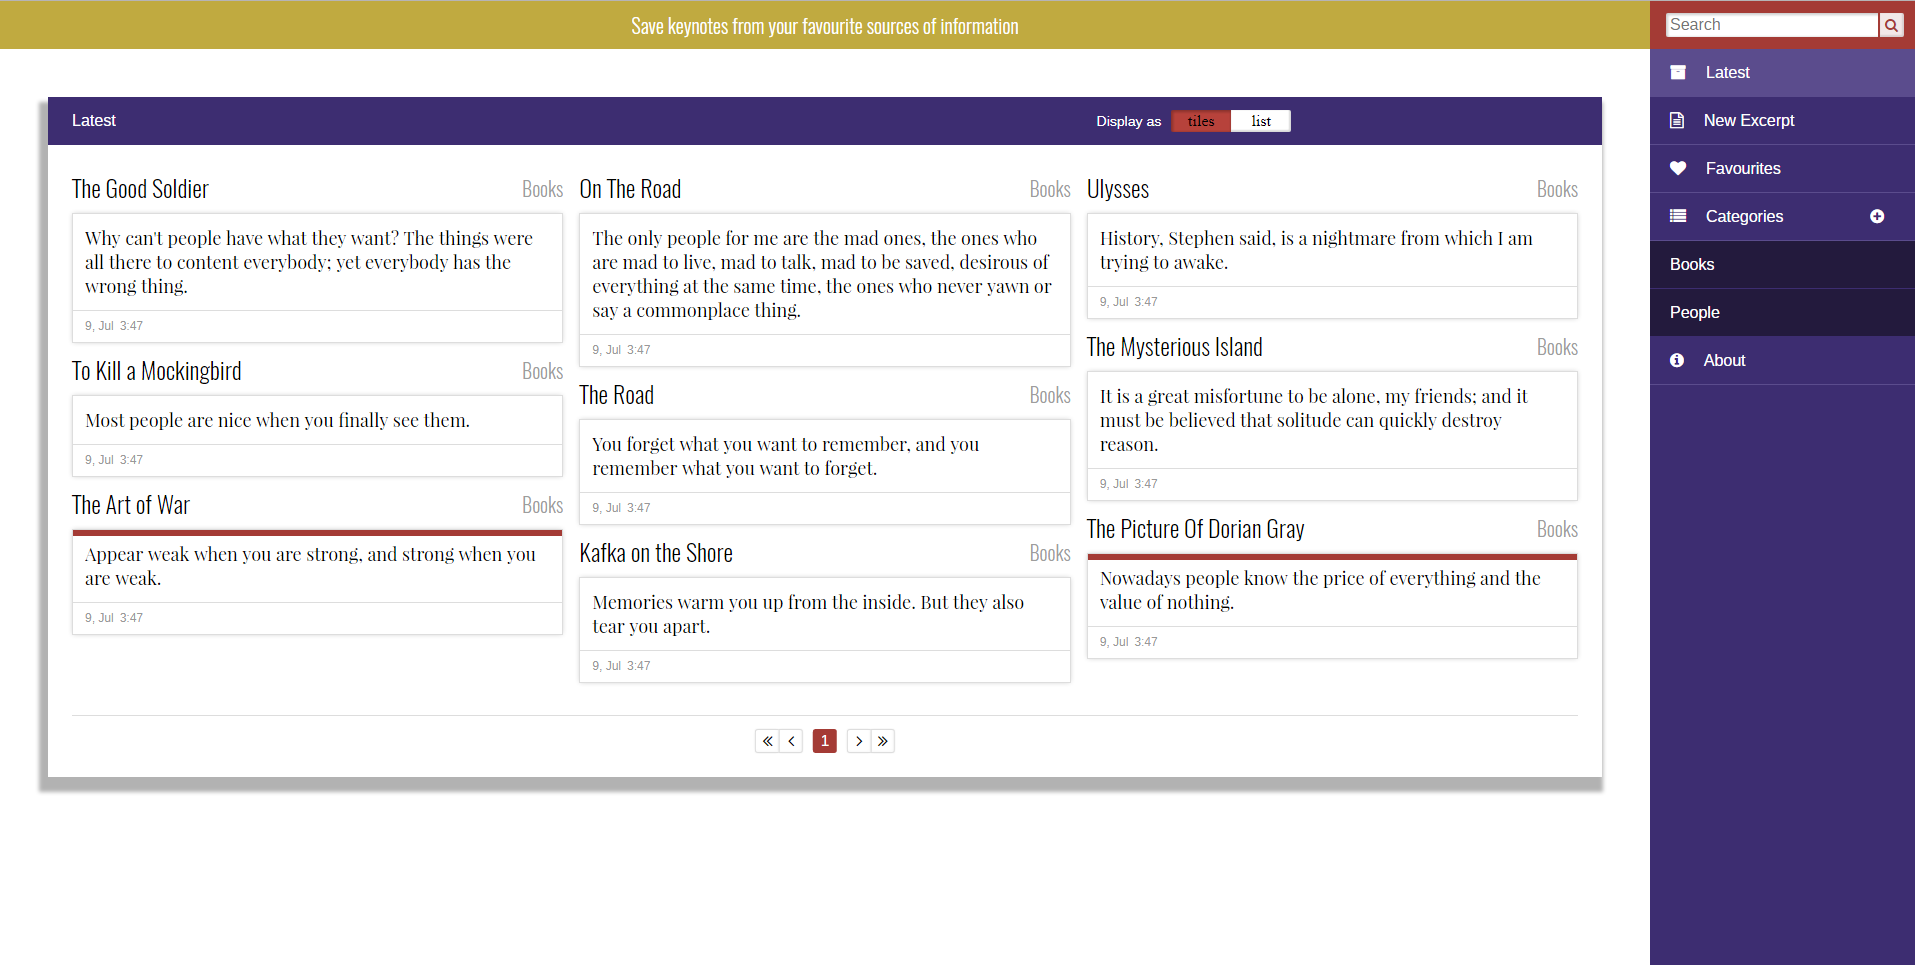 Save keynotes from your favourite sources of information
Search
Latest
New Excerpt
Favourites
Categories
Books
People
About
Latest
Display as tiles list
The Good Soldier Books
Why can't people have what they want? The things were
all there to content everybody; yet everybody has the
wrong thing.
9, Jul 3:47
To Kill a Mockingbird Books
Most people are nice when you finally see them.
9, Jul 3:47
The Art of War Books
Appear weak when you are strong, and strong when you
are weak.
9, Jul 3:47
On The Road Books
The only people for me are the mad ones, the ones who
are mad to live, mad to talk, mad to be saved, desirous of
everything at the same time, the ones who never yawn or
say a commonplace thing.
9, Jul 3:47
The Road Books
You forget what you want to remember, and you
remember what you want to forget.
9, Jul 3:47
Kafka on the Shore Books
Memories warm you up from the inside. But they also
tear you apart.
9, Jul 3:47
Ulysses Books
History, Stephen said, is a nightmare from which I am
trying to awake.
9, Jul 3:47
The Mysterious Island Books
It is a great misfortune to be alone, my friends; and it
must be believed that solitude can quickly destroy
reason.
9, Jul 3:47
The Picture Of Dorian Gray Books
Nowadays people know the price of everything and the
value of nothing.
9, Jul 3:47
1